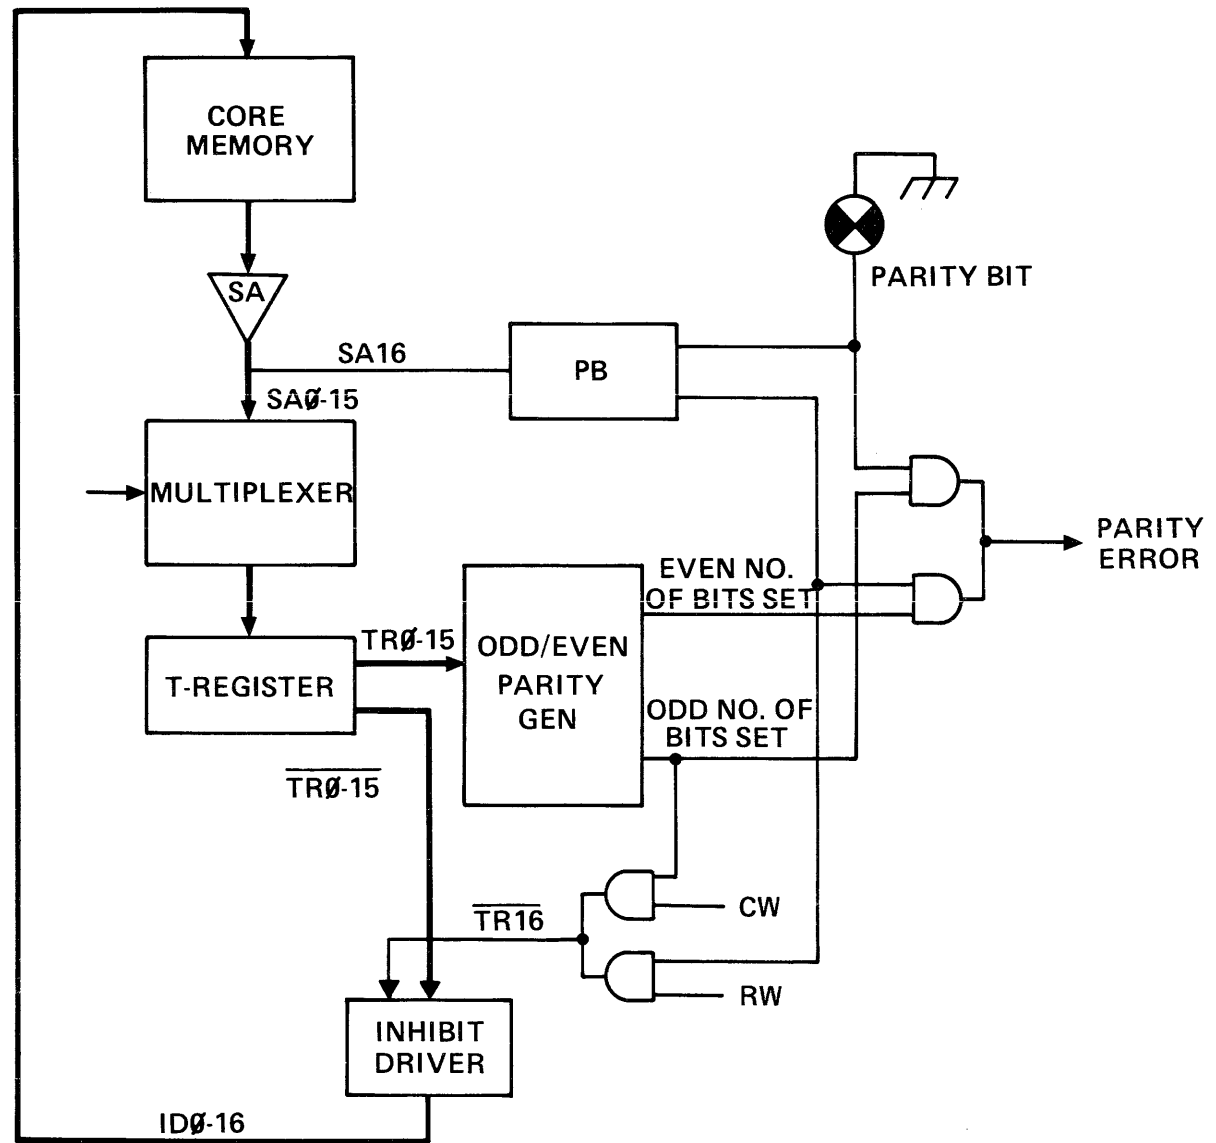 CORE
MEMORY
SA
PARITY BIT
SA16
PB
SAØ-15
MULTIPLEXER
PARITY
ERROR
EVEN NO.
OF BITS SET
TRØ-15
ODD/EVEN
PARITY
GEN
T-REGISTER
ODD NO. OF
BITS SET
TRØ-15
CW
TR16
RW
INHIBIT
DRIVER
IDØ-16